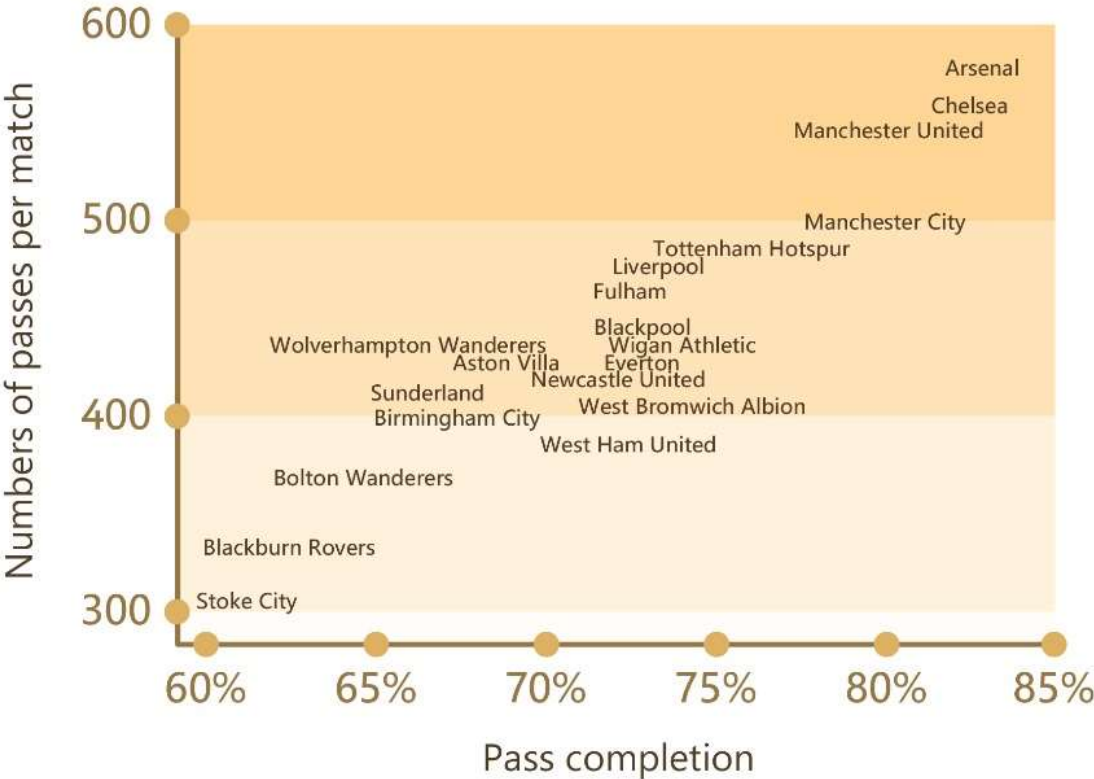 600
Arsenal
Chelsea
Manchester United
500
Manchester City
Tottenham Hotspur
Liverpool
Fulham
Blackpool
Wolverhampton Wanderers
Wigan Athletic
Aston Villa
Everton
Newcastle United
Sunderland
West Bromwich Albion
400
Birmingham City
West Ham United
Bolton Wanderers
Blackburn Rovers
Stoke City
300
Numbers of passes per match
60% 65% 70% 75% 80% 85%
Pass completion